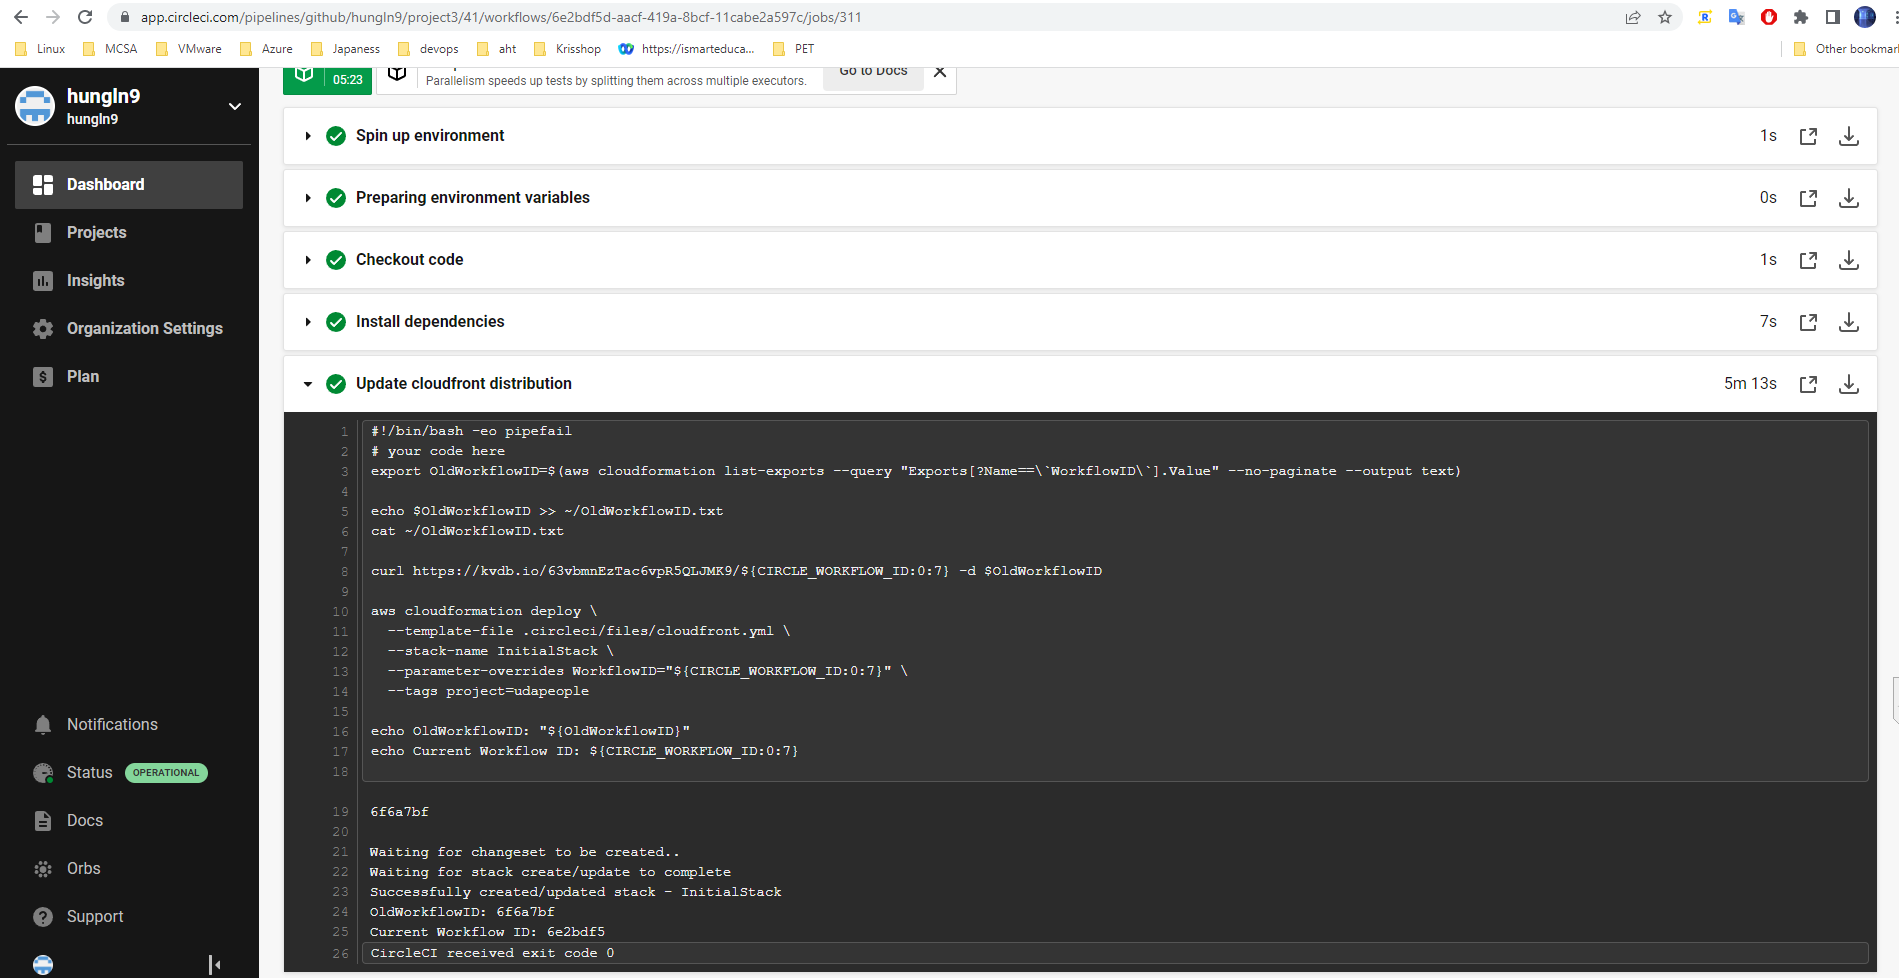 app.circleci.com/pipelines/github/hungln9/project3/41/workflows/6e2bdf5d-aacf-419a-8bcf-11cabe2a597c/jobs/311
Linux MCSA VMware Azure Japaness devops aht Krisshop https://ismarteduca... PET Other bookmar
hungln9
hungln9
Dashboard
Projects
Insights
Organization Settings
Plan
Notifications
Status OPERATIONAL
Docs
Orbs
Support
05:23
Parallelism speeds up tests by splitting them across multiple executors.
Go to Docs
Spin up environment 1s
Preparing environment variables 0s
Checkout code 1s
Install dependencies 7s
Update cloudfront distribution 5m 13s
1 #!/bin/bash -eo pipefail
2 # your code here
3 export OldWorkflowID=$(aws cloudformation list-exports --query "Exports[?Name==\`WorkflowID\`].Value" --no-paginate --output text)
4
5 echo $OldWorkflowID >> ~/OldWorkflowID.txt
6 cat ~/OldWorkflowID.txt
7
8 curl https://kvdb.io/63vbmnEzTac6vpR5QLJMK9/${CIRCLE_WORKFLOW_ID:0:7} -d $OldWorkflowID
9
10 aws cloudformation deploy \
11 --template-file .circleci/files/cloudfront.yml \
12 --stack-name InitialStack \
13 --parameter-overrides WorkflowID="${CIRCLE_WORKFLOW_ID:0:7}" \
14 --tags project=udapeople
15
16 echo OldWorkflowID: "${OldWorkflowID}"
17 echo Current Workflow ID: ${CIRCLE_WORKFLOW_ID:0:7}
18
19 6f6a7bf
20
21 Waiting for changeset to be created..
22 Waiting for stack create/update to complete
23 Successfully created/updated stack - InitialStack
24 OldWorkflowID: 6f6a7bf
25 Current Workflow ID: 6e2bdf5
26 CircleCI received exit code 0